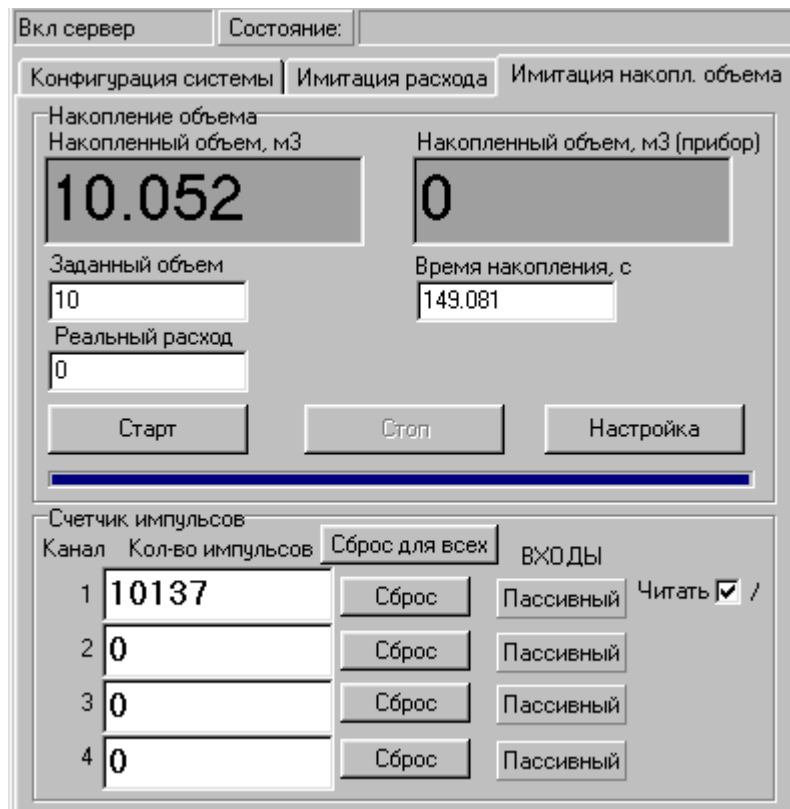 Вкл сервер Состояние:
Конфигурация системы Имитация расхода Имитация накопл. объема
Накопление объема
Накопленный объем, м3 Накопленный объем, м3 (прибор)
10.052 0
Заданный объем Время накопления, с
10 149.081
Реальный расход
0
Старт Стоп Настройка
Счетчик импульсов
Канал Кол-во импульсов Сброс для всех ВХОДЫ
1 10137 Сброс Пассивный Читать /
2 0 Сброс Пассивный
3 0 Сброс Пассивный
4 0 Сброс Пассивный